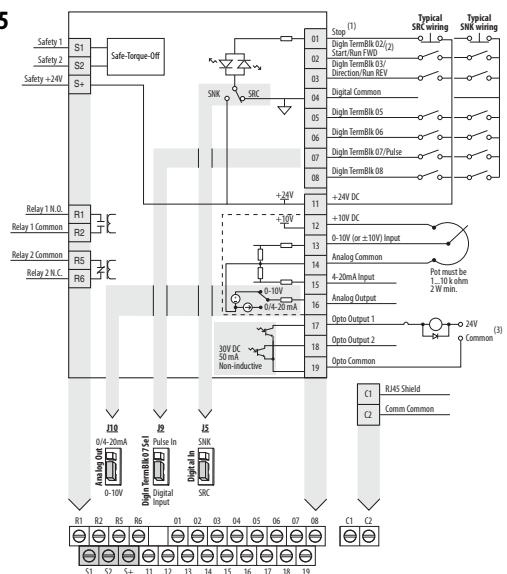 5
Typical SRC wiring
Typical SNK wiring
Safety 1
S1
Safety 2
S2
Safety +24V
S+
Safe-Torque-Off
SNK
SRC
01
Stop (1)
02
DigIn TermBlk 02/ (2)
Start/Run FWD
03
DigIn TermBlk 03/
Direction/Run REV
04
Digital Common
05
DigIn TermBlk 05
06
DigIn TermBlk 06
07
DigIn TermBlk 07/Pulse
08
DigIn TermBlk 08
+24V
11
+24V DC
+10V
12
+10V DC
13
0-10V (or ±10V) Input
14
Analog Common
15
4-20mA Input
16
Analog Output
Pot must be
1...10 k ohm
2 W min.
Relay 1 N.O.
R1
Relay 1 Common
R2
Relay 2 Common
R5
Relay 2 N.C.
R6
0-10V
0/4-20 mA
17
Opto Output 1
18
Opto Output 2
19
Opto Common
24V
Common (3)
30V DC
50 mA
Non-inductive
C1
RJ45 Shield
C2
Comm Common
J10
J9
J5
0/4-20mA
Analog Out
0-10V
Pulse In
DigIn TermBlk 07 Sel
Digital
Input
SNK
Digital In
SRC
R1 R2 R5 R6 01 02 03 04 05 06 07 08 C1 C2
S1 S2 S+ 11 12 13 14 15 16 17 18 19